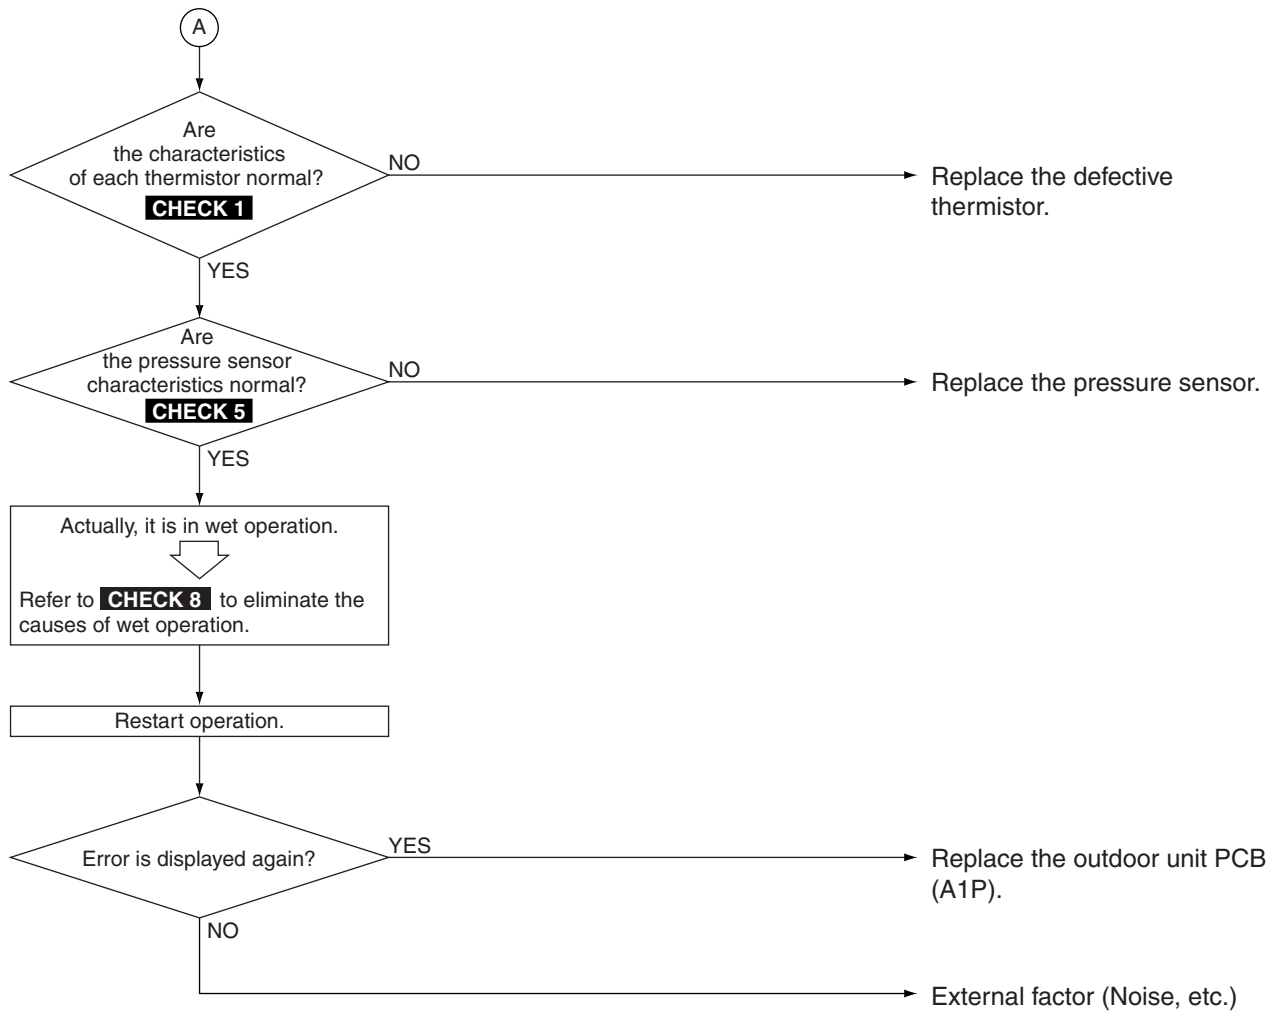 A
Are
the characteristics
of each thermistor normal?
CHECK 1
NO
Replace the defective
thermistor.
YES
Are
the pressure sensor
characteristics normal?
CHECK 5
NO
Replace the pressure sensor.
YES
Actually, it is in wet operation.
Refer to CHECK 8 to eliminate the
causes of wet operation.
Restart operation.
Error is displayed again?
YES
Replace the outdoor unit PCB
(A1P).
NO
External factor (Noise, etc.)